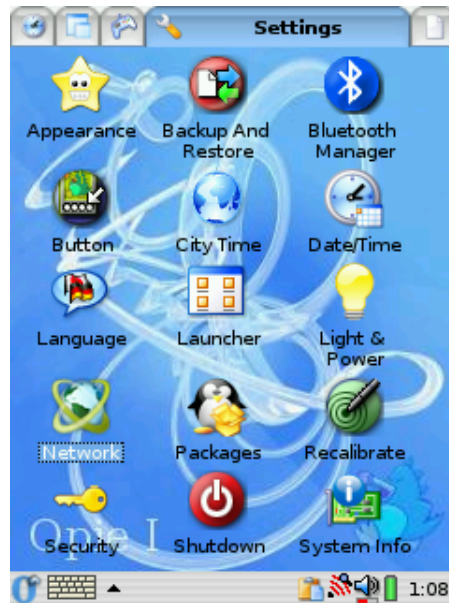 Settings
Appearance
Backup And
Restore
Bluetooth
Manager
Button
City Time
Date/Time
Language
Launcher
Light &
Power
Network
Packages
Recalibrate
Opie I
Security
Shutdown
System Info
1:08